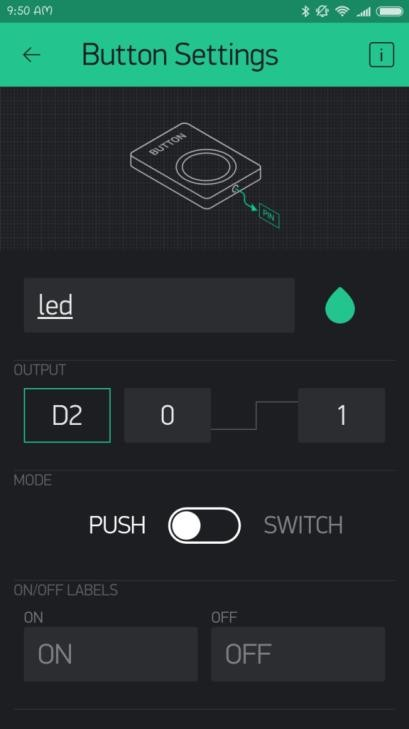 9:50 AM
Button Settings
i
BUTTON
PIN
led
OUTPUT
D2 0 1
MODE
PUSH SWITCH
ON/OFF LABELS
ON OFF
ON OFF